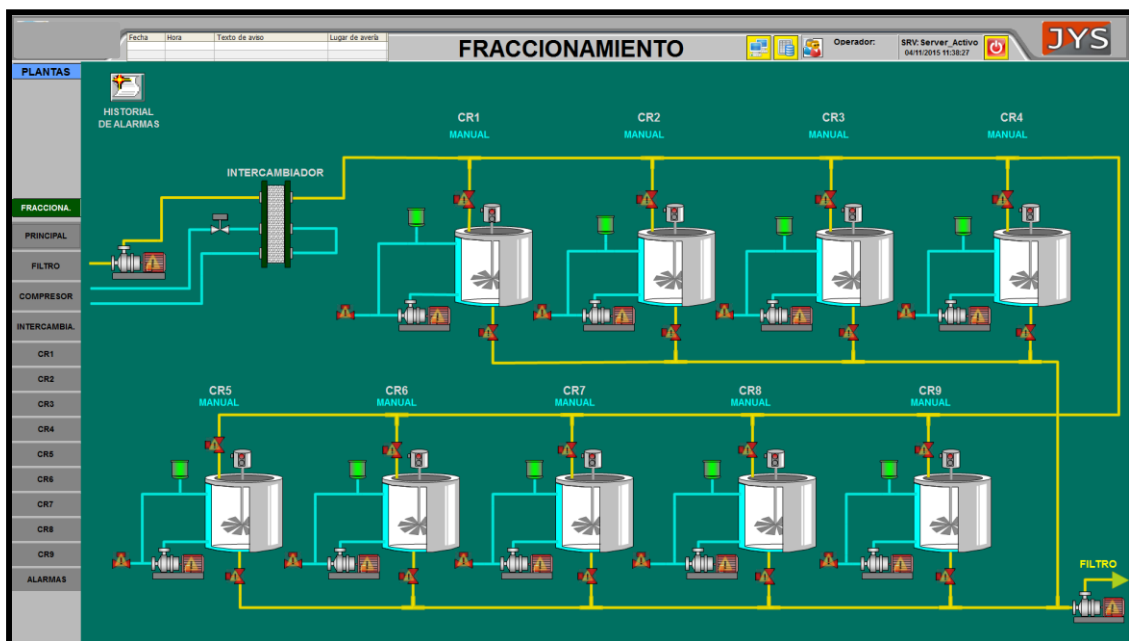 Fecha Hora Texto de aviso Lugar de avería
FRACCIONAMIENTO
Operador:
SRV: Server_Activo
04/11/2015 11:38:27
JYS
PLANTAS
HISTORIAL
DE ALARMAS
INTERCAMBIADOR
CR1
MANUAL
CR2
MANUAL
CR3
MANUAL
CR4
MANUAL
FRACCIONA.
PRINCIPAL
FILTRO
COMPRESOR
INTERCAMBIA.
CR1
CR2
CR3
CR4
CR5
CR6
CR7
CR8
CR9
ALARMAS
CR5
MANUAL
CR6
MANUAL
CR7
MANUAL
CR8
MANUAL
CR9
MANUAL
FILTRO